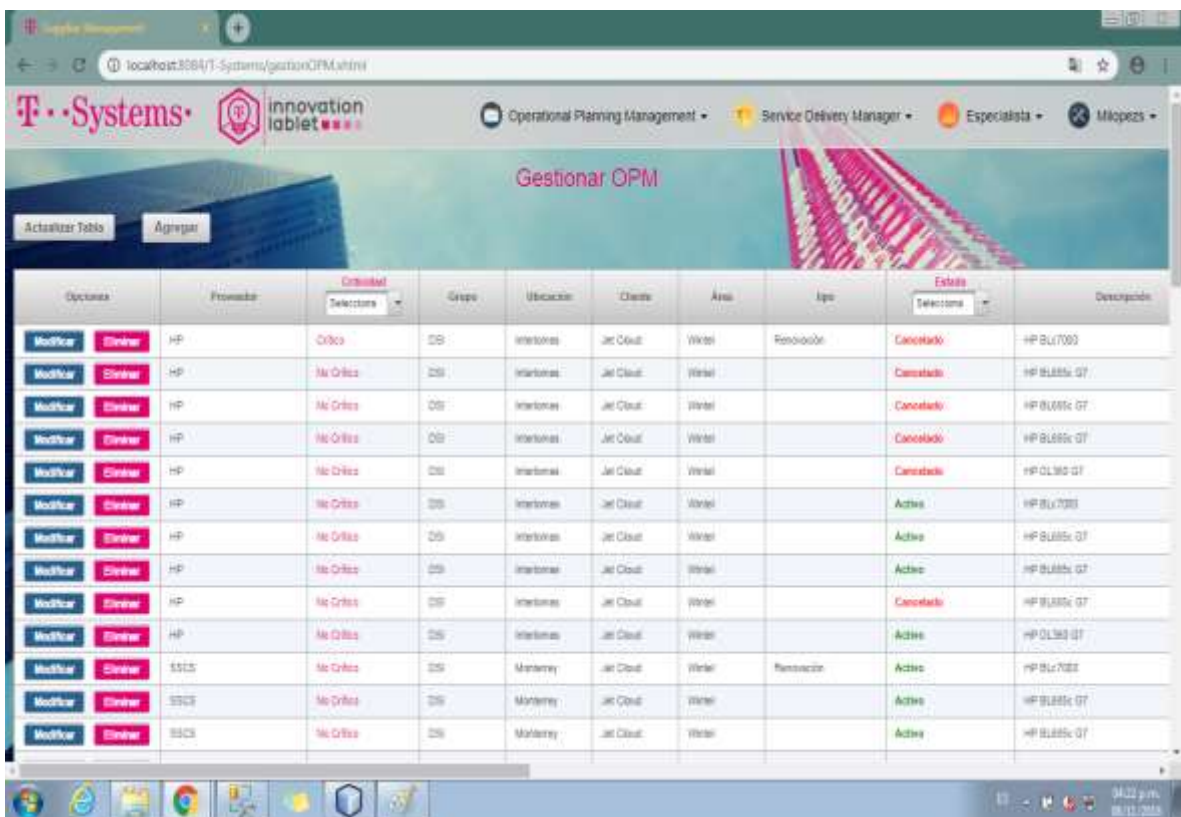 Supplier Management
localhost:8084/T-Systems/gestionOPM.xhtml
T · · Systems · innovation lablet Operational Planning Management Service Delivery Manager Especialista Mlopezs
Gestionar OPM
Actualizar Tabla Agregar
Opciones Proveedor Criticidad Selecciona Grupo Ubicación Cliente Área tipo Estado Selecciona Descripción
Modificar Eliminar HP Crítico DSI Interlomas Jet Cloud Wintel Renovación Cancelado HP BLc7000
Modificar Eliminar HP No Crítico DSI Interlomas Jet Cloud Wintel Cancelado HP BL685c G7
Modificar Eliminar HP No Crítico DSI Interlomas Jet Cloud Wintel Cancelado HP BL685c G7
Modificar Eliminar HP No Crítico DSI Interlomas Jet Cloud Wintel Cancelado HP BL685c G7
Modificar Eliminar HP No Crítico DSI Interlomas Jet Cloud Wintel Cancelado HP DL360 G7
Modificar Eliminar HP No Crítico DSI Interlomas Jet Cloud Wintel Activo HP BLc7000
Modificar Eliminar HP No Crítico DSI Interlomas Jet Cloud Wintel Activo HP BL685c G7
Modificar Eliminar HP No Crítico DSI Interlomas Jet Cloud Wintel Activo HP BL685c G7
Modificar Eliminar HP No Crítico DSI Interlomas Jet Cloud Wintel Cancelado HP BL685c G7
Modificar Eliminar HP No Crítico DSI Interlomas Jet Cloud Wintel Activo HP DL360 G7
Modificar Eliminar SSCS No Crítico DSI Monterrey Jet Cloud Wintel Renovación Activo HP BLc7000
Modificar Eliminar SSCS No Crítico DSI Monterrey Jet Cloud Wintel Activo HP BL685c G7
Modificar Eliminar SSCS No Crítico DSI Monterrey Jet Cloud Wintel Activo HP BL685c G7
04:22 p.m.